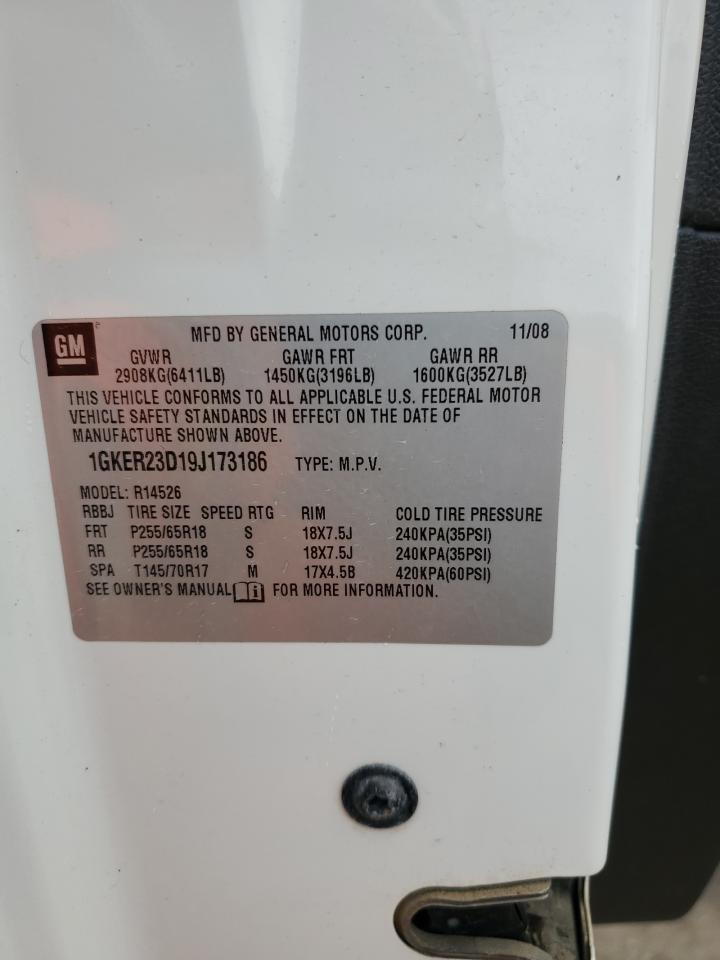 GM MFD BY GENERAL MOTORS CORP. 11/08
GVWR GAWR FRT GAWR RR
2908KG(6411LB) 1450KG(3196LB) 1600KG(3527LB)
THIS VEHICLE CONFORMS TO ALL APPLICABLE U.S. FEDERAL MOTOR
VEHICLE SAFETY STANDARDS IN EFFECT ON THE DATE OF
MANUFACTURE SHOWN ABOVE.
1GKER23D19J173186 TYPE: M.P.V.
MODEL: R14526
RBBJ TIRE SIZE SPEED RTG RIM COLD TIRE PRESSURE
FRT P255/65R18 S 18X7.5J 240KPA(35PSI)
RR P255/65R18 S 18X7.5J 240KPA(35PSI)
SPA T145/70R17 M 17X4.5B 420KPA(60PSI)
SEE OWNER'S MANUAL i FOR MORE INFORMATION.